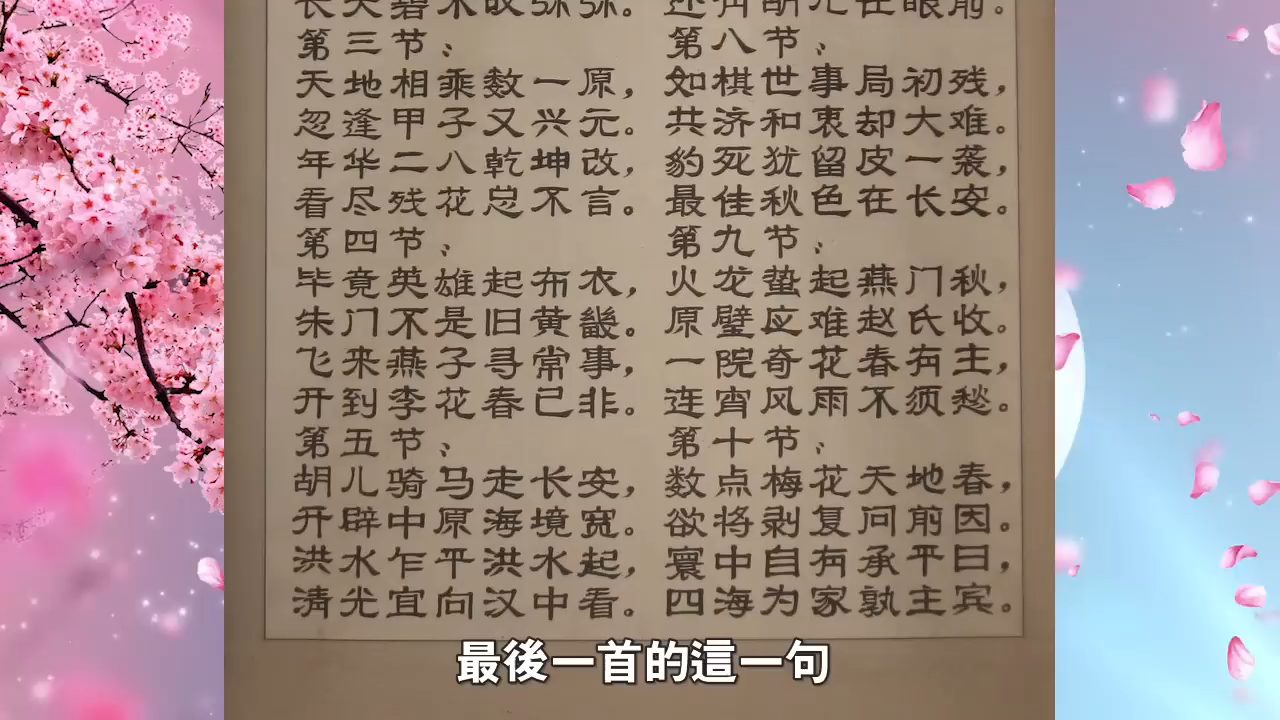 第三节；
天地相乘数一原，
忽逢甲子又兴元。
年华二八乾坤改，
看尽残花总不言。
第四节；
毕竟英雄起布衣，
朱门不是旧黄畿。
飞来燕子寻常事，
开到李花春已非。
第五节；
胡儿骑马走长安，
开辟中原海境宽。
洪水乍平洪水起，
清光宜向汉中看。
第八节；
如棋世事局初残，
共济和衷却大难。
豹死犹留皮一袭，
最佳秋色在长安。
第九节；
火龙蛰起燕门秋，
原璧应难赵氏收。
一院奇花春有主，
连宵风雨不须愁。
第十节；
数点梅花天地春，
欲将剥复问前因。
寰中自有承平日，
四海为家孰主宾。
最後一首的這一句